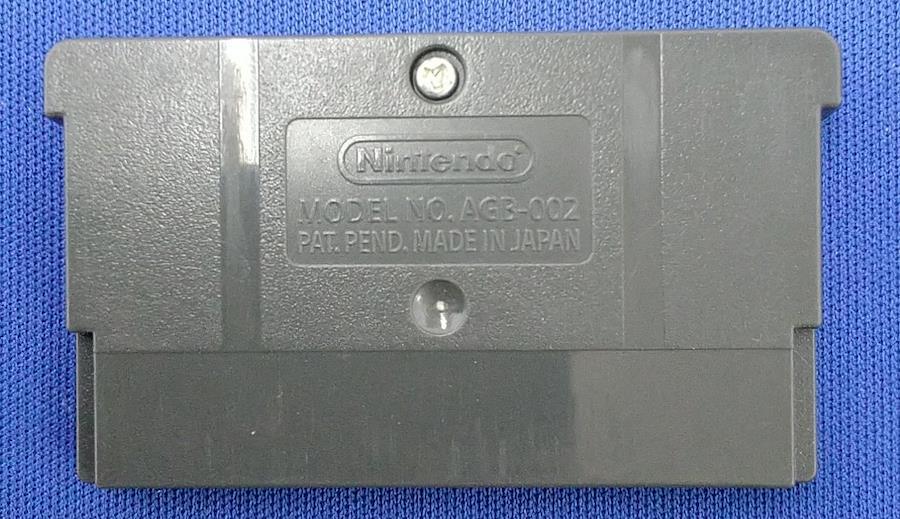 Nintendo
MODEL NO. AGB-002
PAT. PEND. MADE IN JAPAN